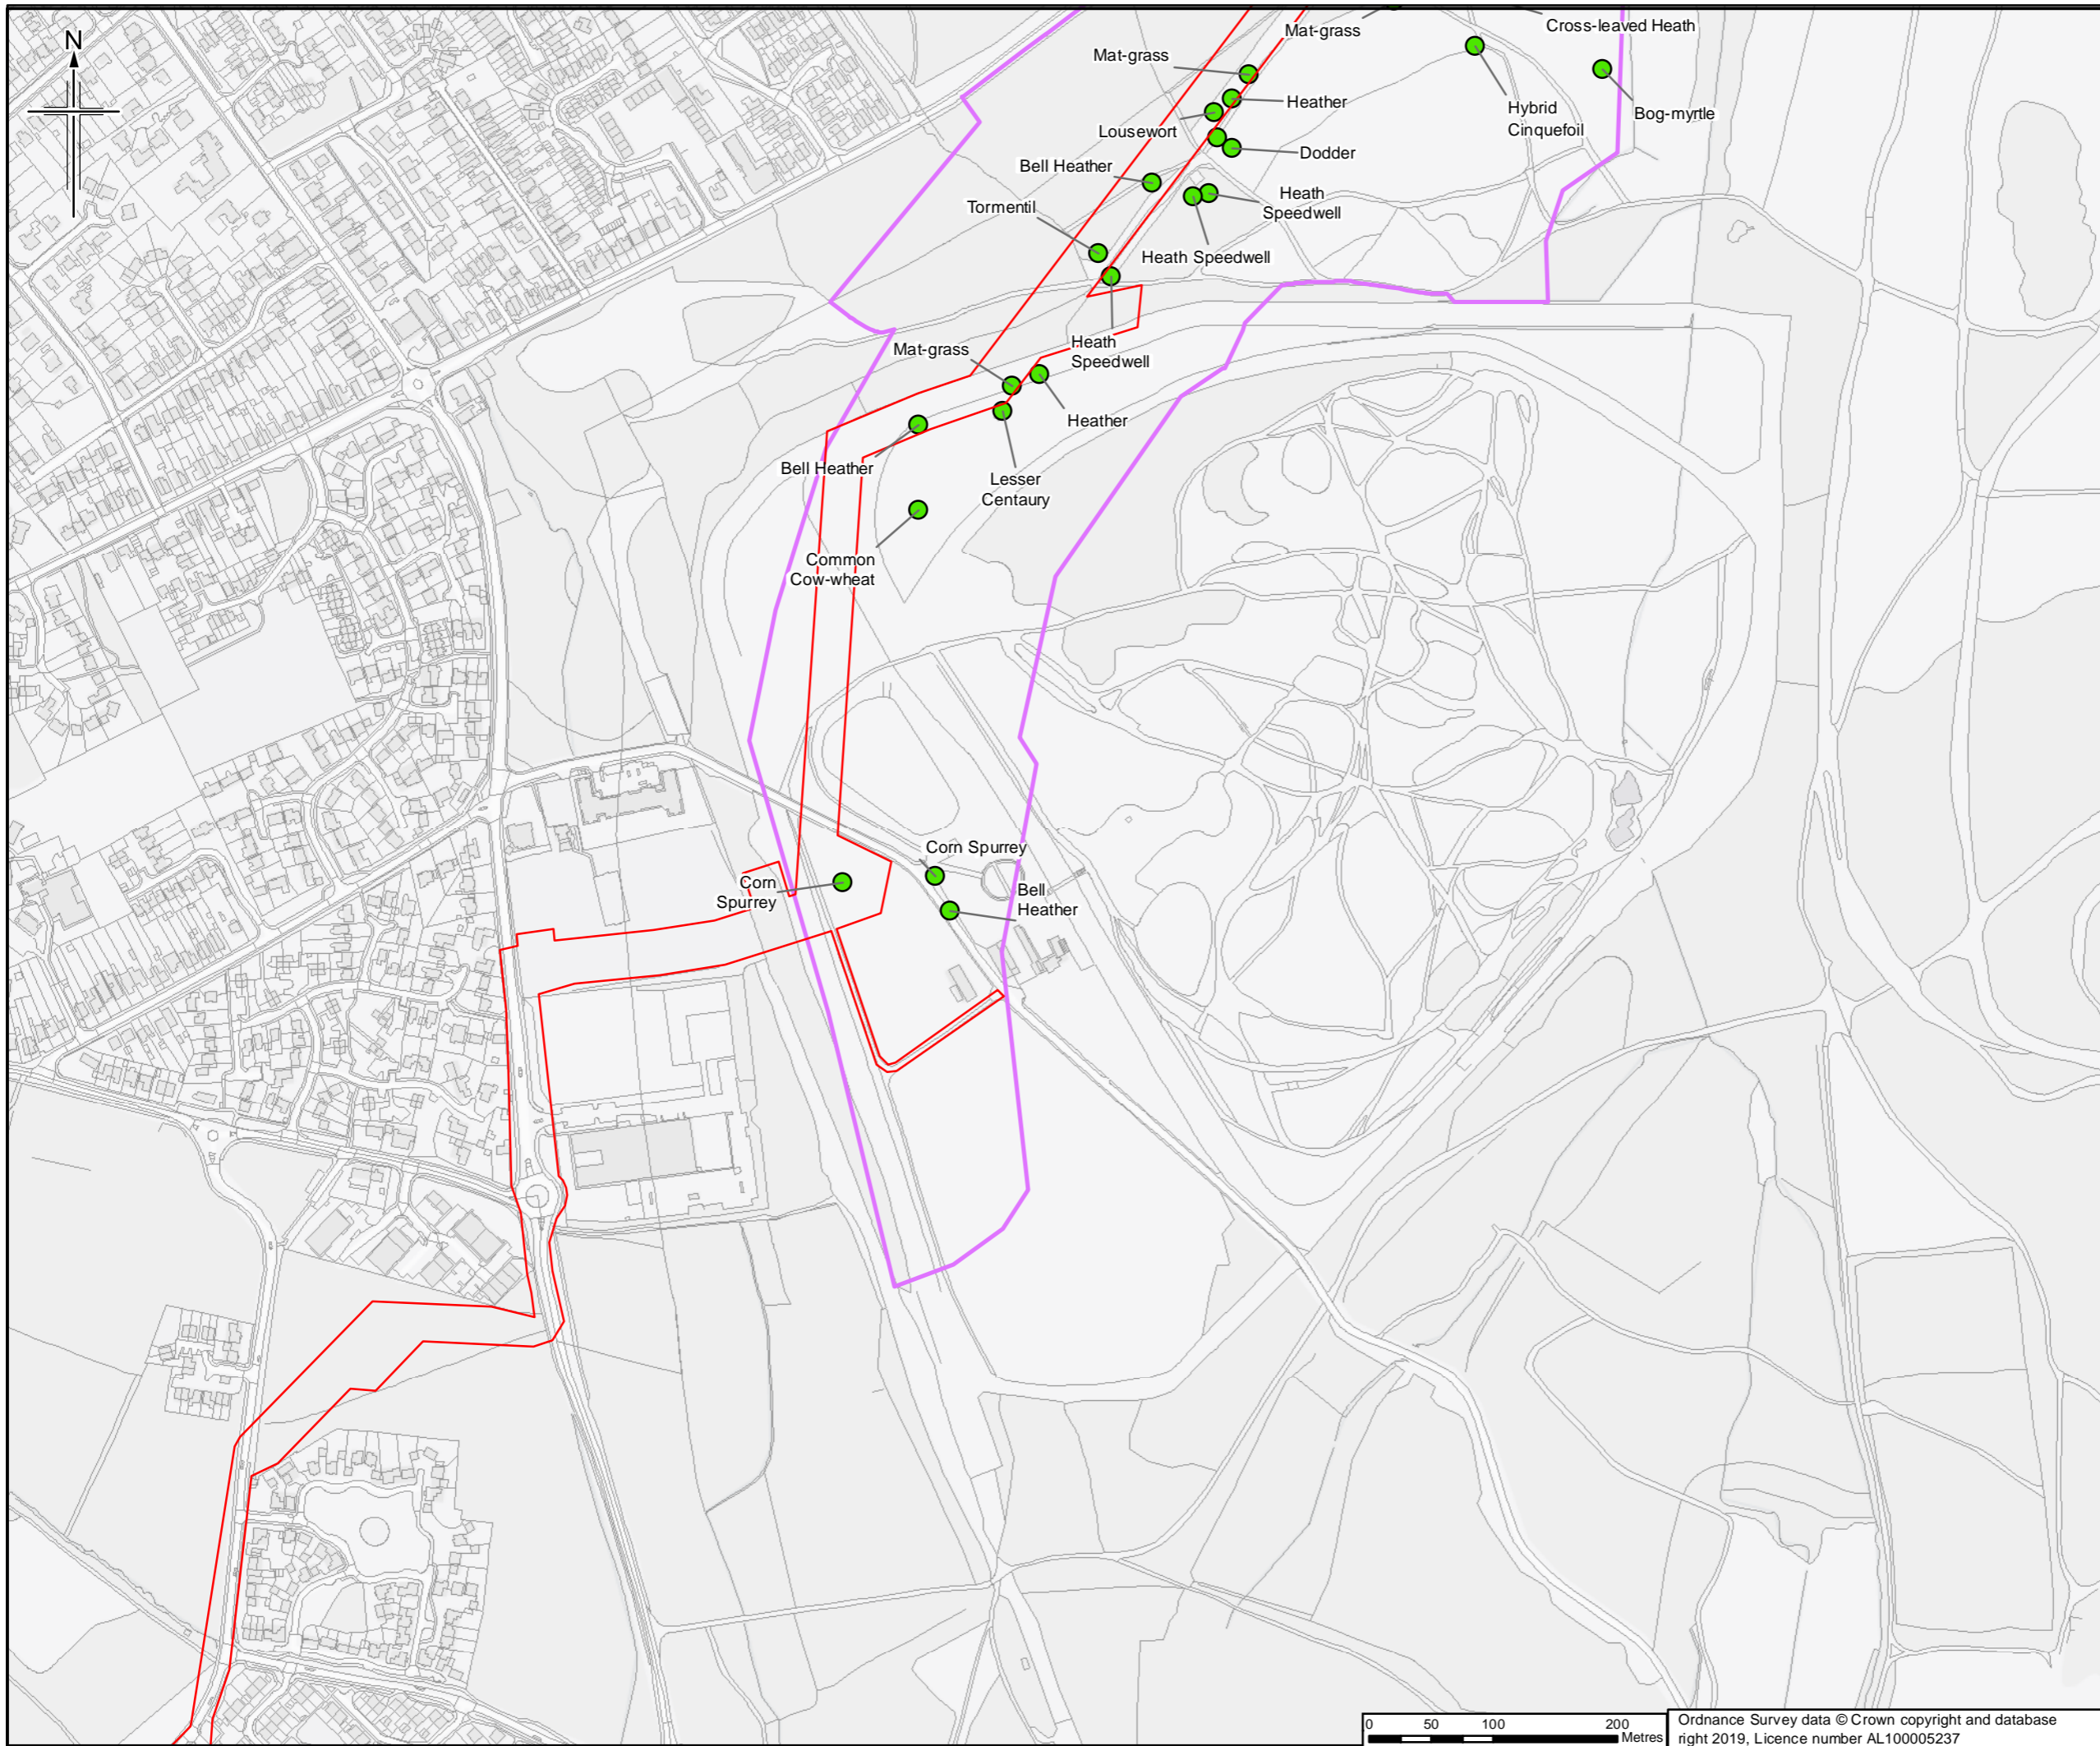 Cross-leaved Heath
Mat-grass
N
Mat-grass
Heather
Hybrid
Cinquefoil
Bog-myrtle
Lousewort
Dodder
Bell Heather
Heath
Speedwell
Tormentil
Heath Speedwell
Heath
Speedwell
Mat-grass
Heather
Bell Heather
Lesser
Centaury
Common
Cow-wheat
Corn Spurrey
Corn
Spurrey
Bell
Heather
0 50 100 200
Metres
Ordnance Survey data © Crown copyright and database
right 2019, Licence number AL100005237